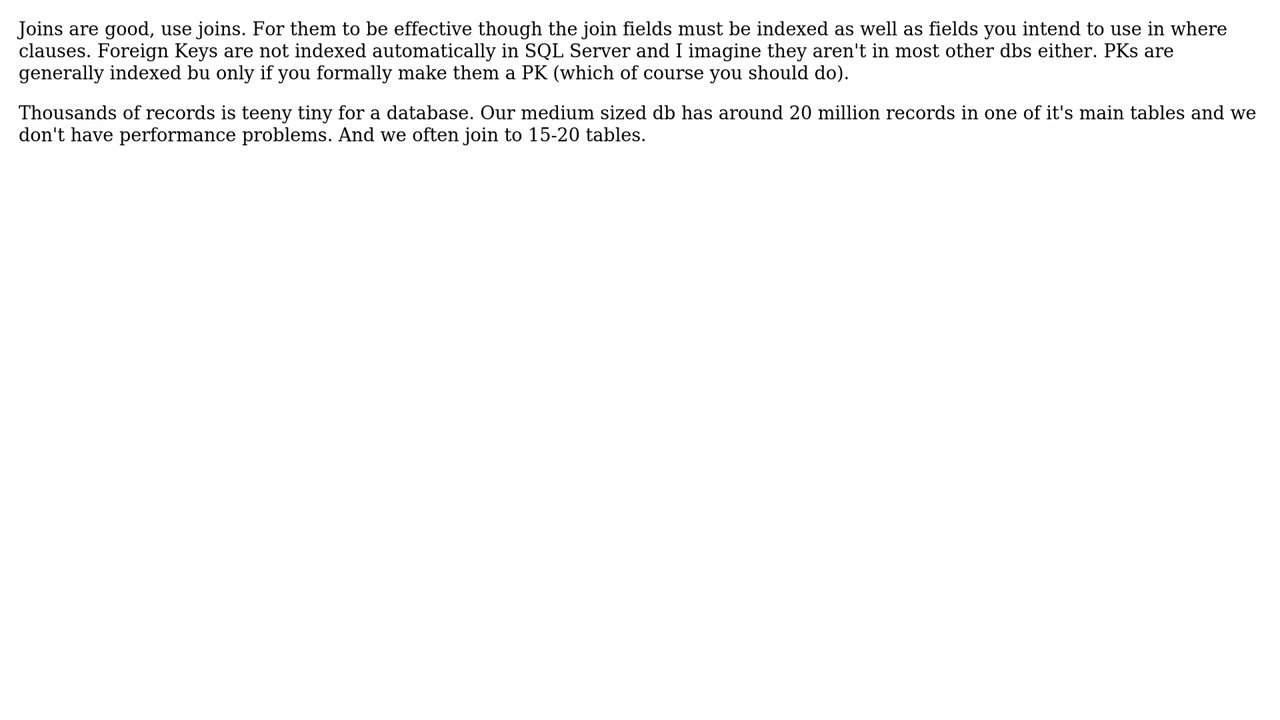 Joins are good, use joins. For them to be effective though the join fields must be indexed as well as fields you intend to use in where
clauses. Foreign Keys are not indexed automatically in SQL Server and I imagine they aren't in most other dbs either. PKs are
generally indexed bu only if you formally make them a PK (which of course you should do).
Thousands of records is teeny tiny for a database. Our medium sized db has around 20 million records in one of it's main tables and we
don't have performance problems. And we often join to 15-20 tables.